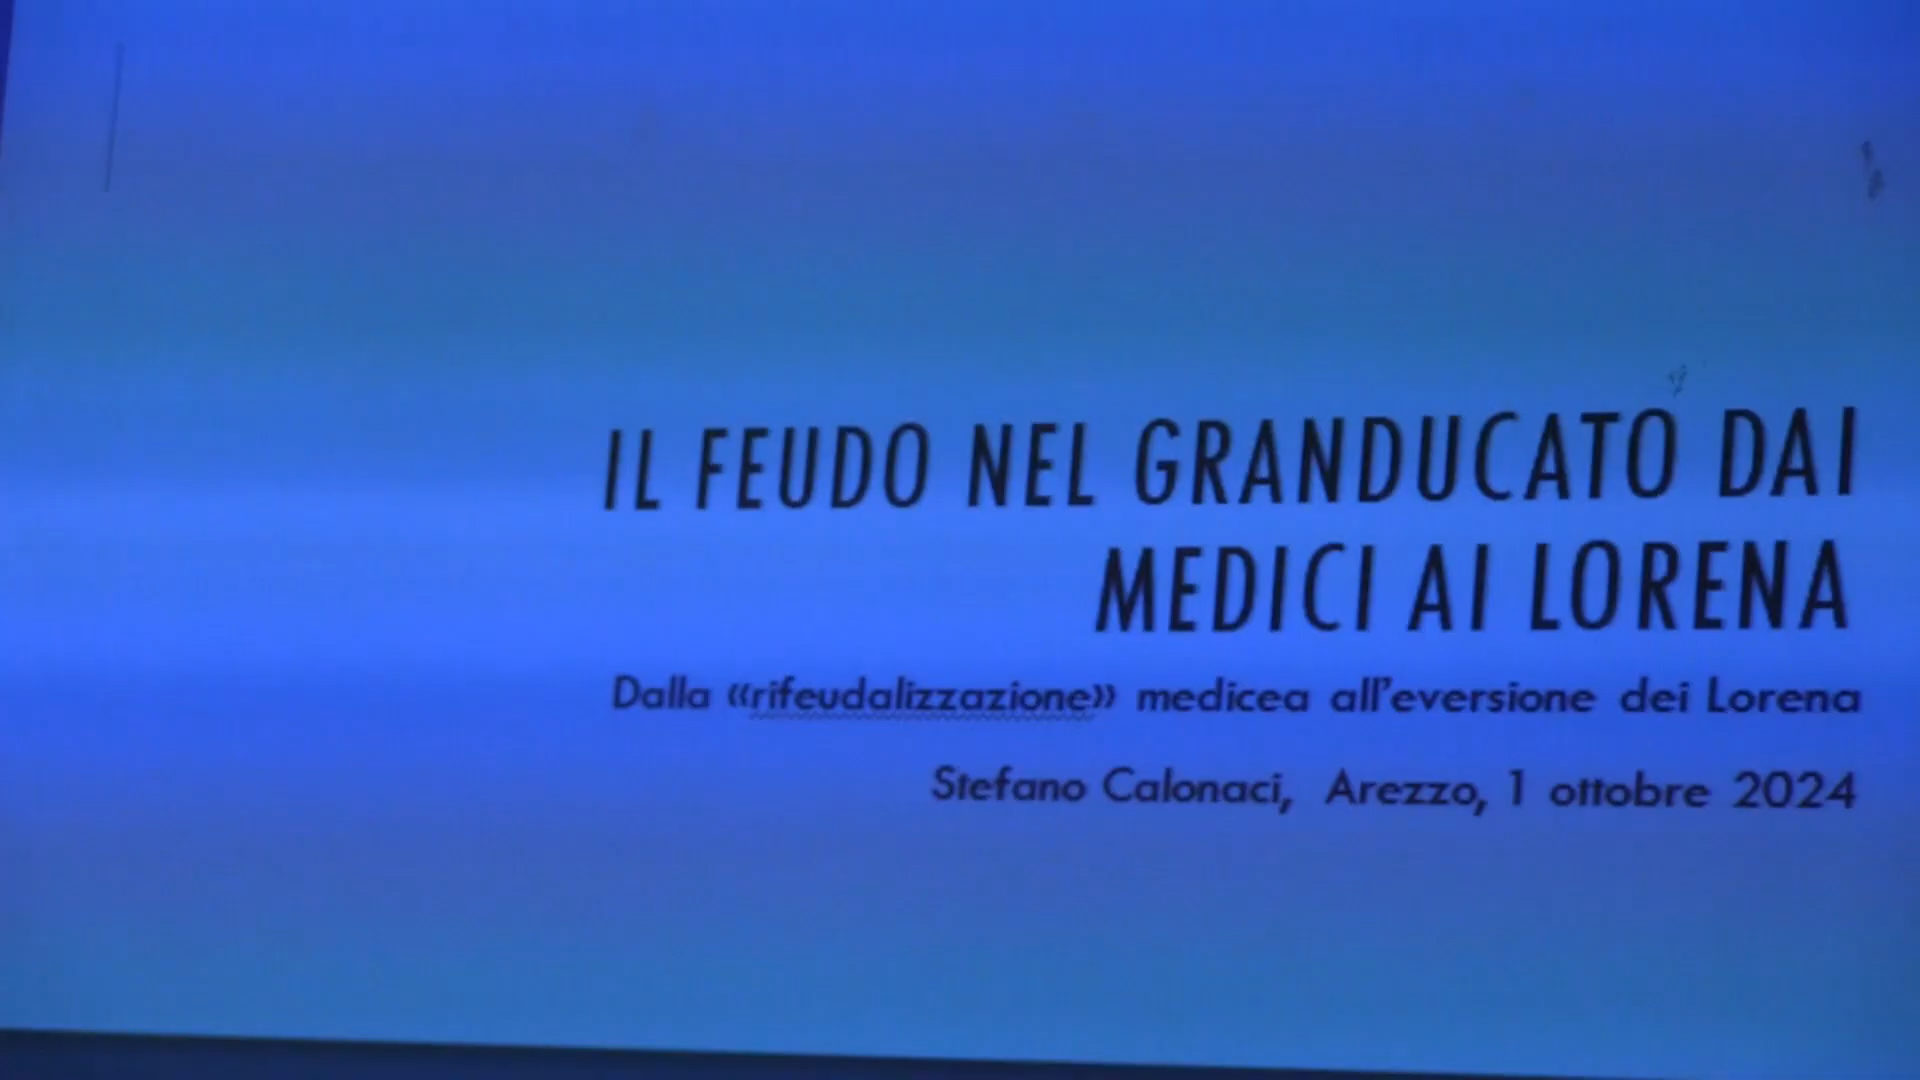 IL FEUDO NEL GRANDUCATO DAI
MEDICI AI LORENA
Dalla «rifeudalizzazione» medicea all'eversione dei Lorena
Stefano Calonaci, Arezzo, 1 ottobre 2024